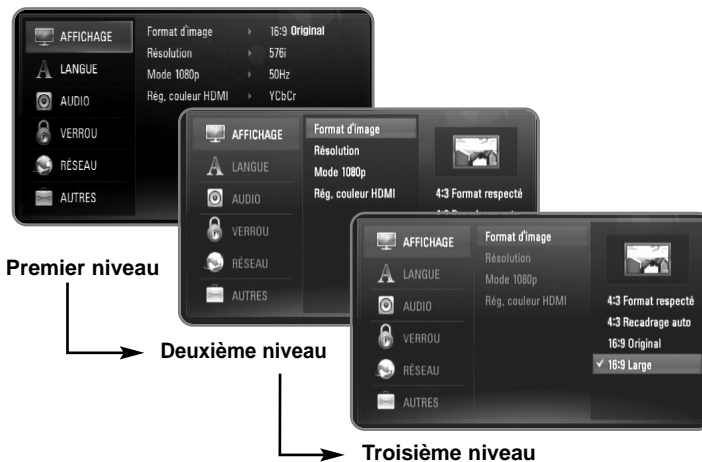 AFFICHAGE
LANGUE
AUDIO
VERROU
RÉSEAU
AUTRES
Format d'image 16:9 Original
Résolution 576i
Mode 1080p 50Hz
Rég. couleur HDMI YCbCr
AFFICHAGE
LANGUE
AUDIO
VERROU
RÉSEAU
AUTRES
Format d'image
Résolution
Mode 1080p
Rég. couleur HDMI
4:3 Format respecté
AFFICHAGE
LANGUE
AUDIO
VERROU
RÉSEAU
AUTRES
Format d'image
Résolution
Mode 1080p
Rég. couleur HDMI
4:3 Format respecté
4:3 Recadrage auto
16:9 Original
16:9 Large
Premier niveau
Deuxième niveau
Troisième niveau